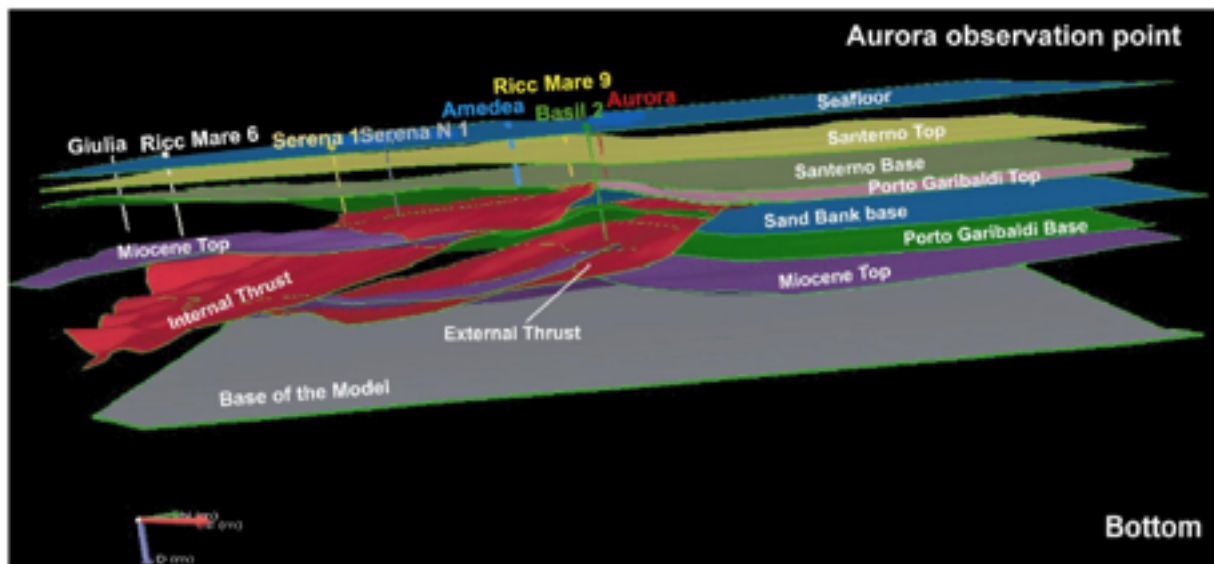 Aurora observation point
Ricc Mare 9
Amedea
Basil 2
Aurora
Seafloor
Giulia
Ricc Mare 6
Serena 1
Serena N 1
Santerno Top
Santerno Base
Porto Garibaldi Top
Sand Bank base
Miocene Top
Porto Garibaldi Base
Internal Thrust
Miocene Top
External Thrust
Base of the Model
Bottom